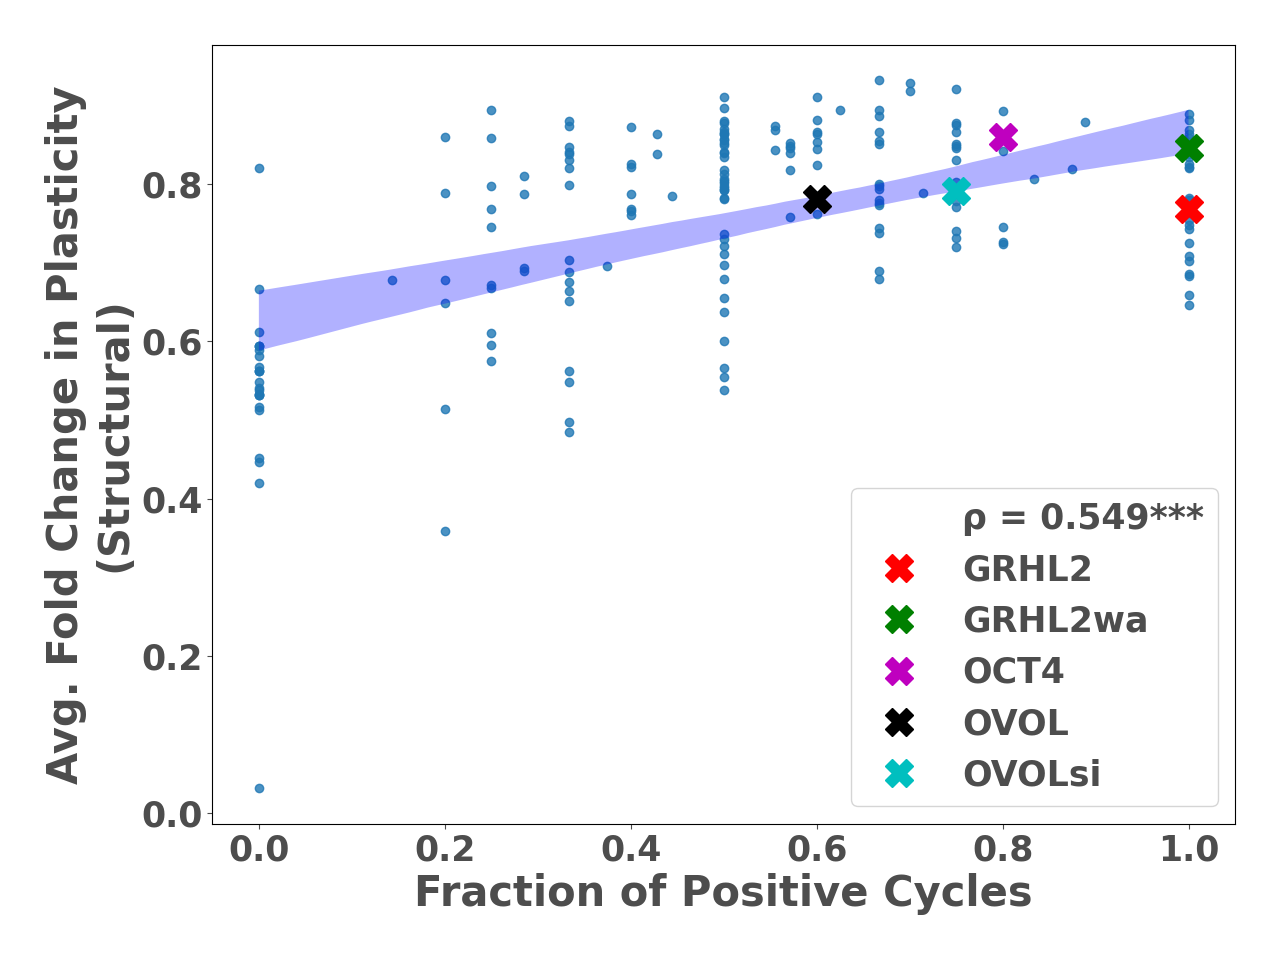 Avg. Fold Change in Plasticity
(Structural)
0.8
0.6
0.4
0.2
0.0
ρ = 0.549***
GRHL2
GRHL2wa
OCT4
OVOL
OVOLsi
0.0 0.2 0.4 0.6 0.8 1.0
Fraction of Positive Cycles